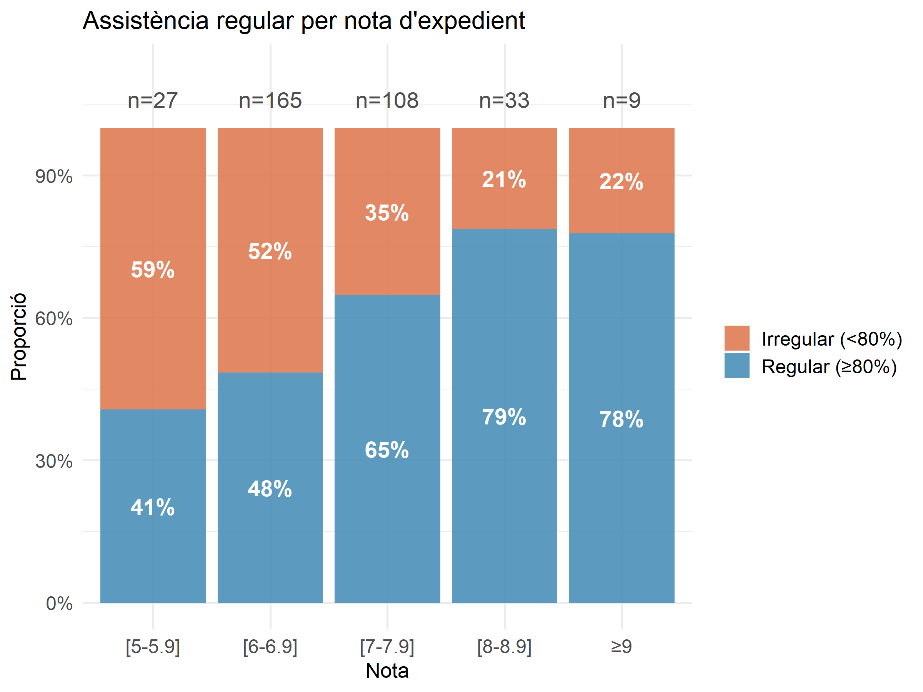 Assistència regular per nota d'expedient
n=27 n=165 n=108 n=33 n=9
90%
60%
30%
0%
Proporció
59% 52% 35% 21% 22%
41% 48% 65% 79% 78%
[5-5.9] [6-6.9] [7-7.9] [8-8.9] ≥9
Nota
Irregular (<80%)
Regular (≥80%)